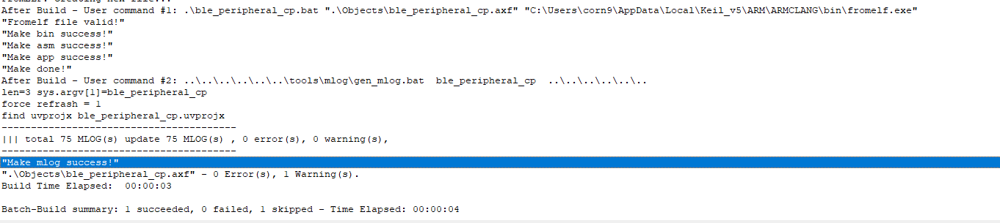 After Build - User command #1: .\ble_peripheral_cp.bat ".\Objects\ble_peripheral_cp.axf" "C:\Users\corn9\AppData\Local\Keil_v5\ARM\ARMCLANG\bin\fromelf.exe"
"Fromelf file valid!"
"Make bin success!"
"Make asm success!"
"Make app success!"
"Make done!"
After Build - User command #2: ..\..\..\..\..\..\tools\mlog\gen_mlog.bat  ble_peripheral_cp  ..\..\..\..\..\..
len=3 sys.argv[1]=ble_peripheral_cp
force refrash = 1
find uvprojx ble_peripheral_cp.uvprojx
----------------------------------------
||| total 75 MLOG(s) update 75 MLOG(s) , 0 error(s), 0 warning(s),
----------------------------------------
"Make mlog success!"
".\Objects\ble_peripheral_cp.axf" - 0 Error(s), 1 Warning(s).
Build Time Elapsed:  00:00:03
Batch-Build summary: 1 succeeded, 0 failed, 1 skipped - Time Elapsed: 00:00:04